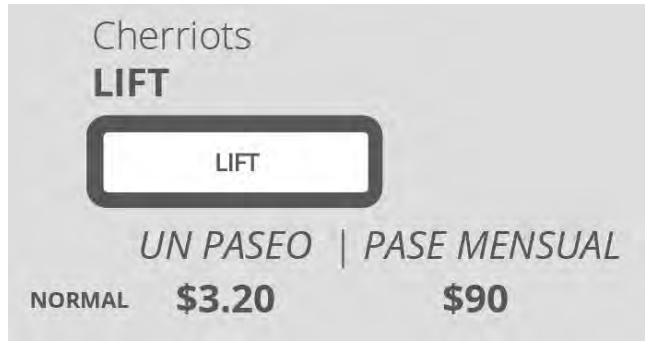 Cherriots
LIFT
LIFT
UN PASEO | PASE MENSUAL
NORMAL $3.20 $90